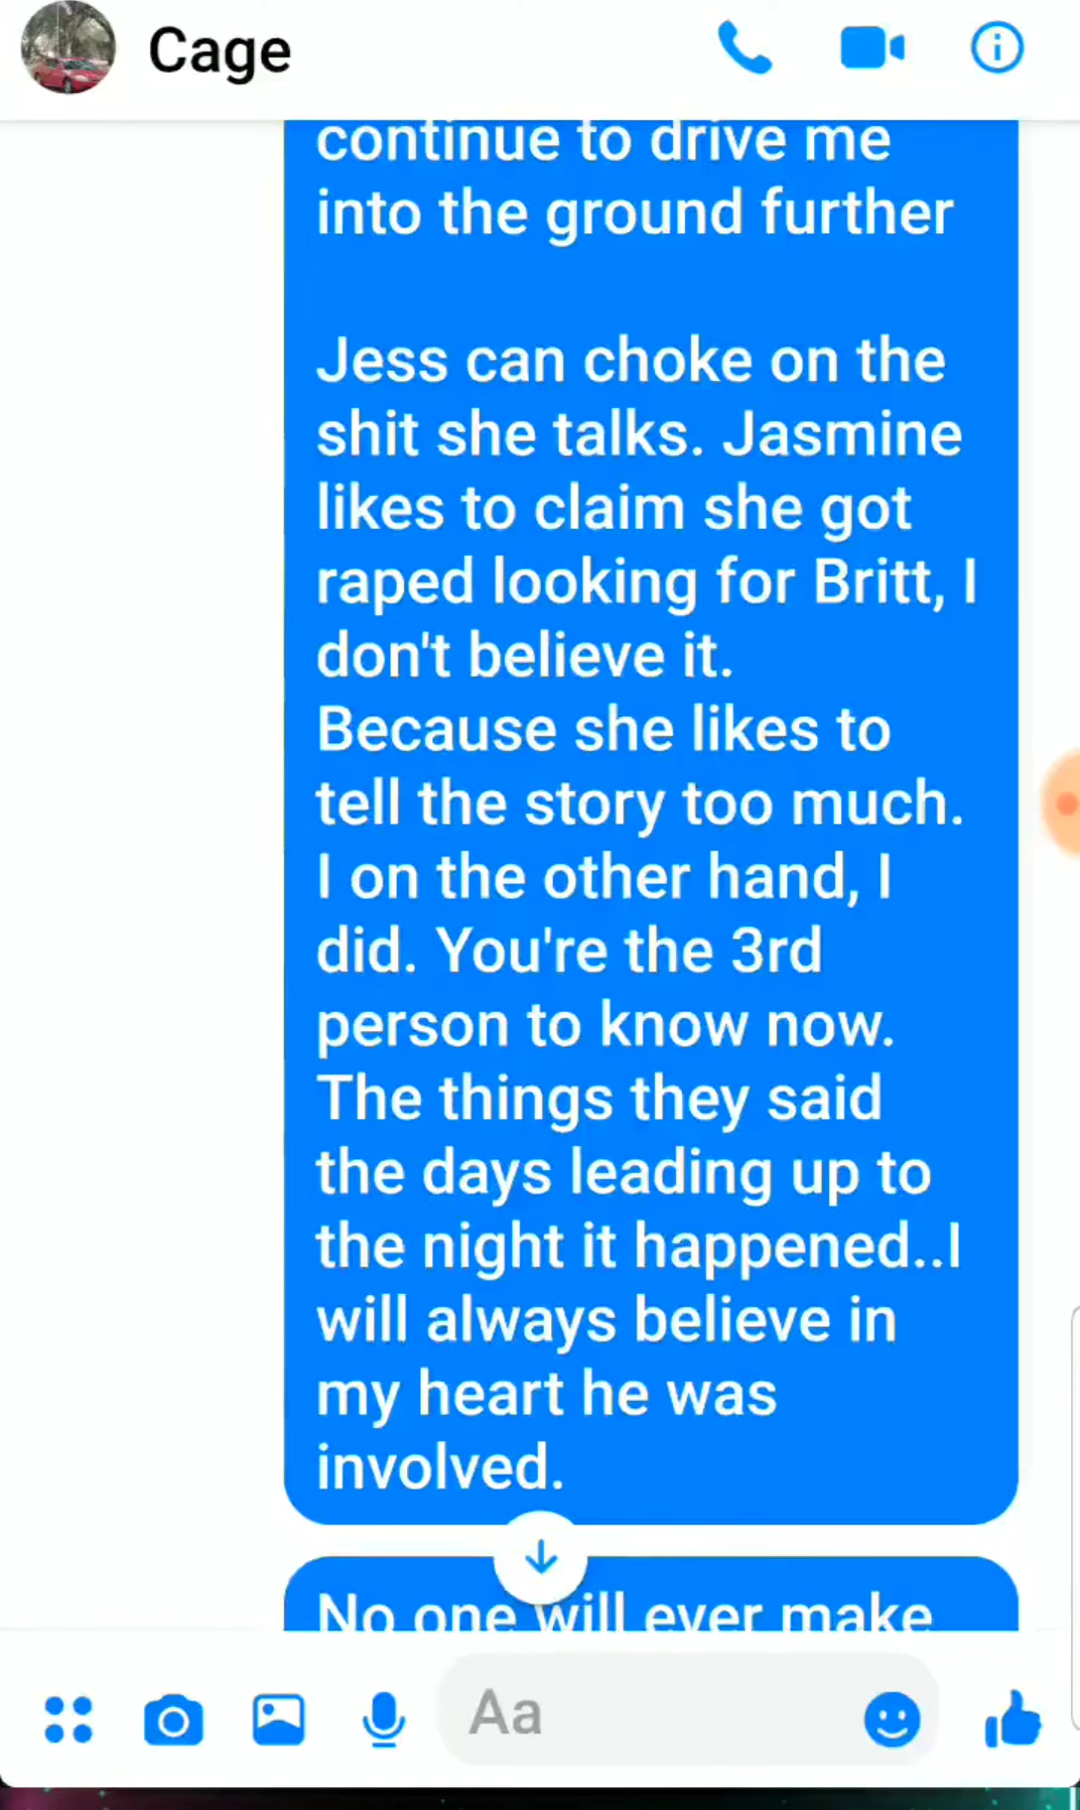 Cage
continue to drive me
into the ground further
Jess can choke on the
shit she talks. Jasmine
likes to claim she got
raped looking for Britt, I
don't believe it.
Because she likes to
tell the story too much.
I on the other hand, I
did. You're the 3rd
person to know now.
The things they said
the days leading up to
the night it happened..I
will always believe in
my heart he was
involved.
No one will ever make
Aa